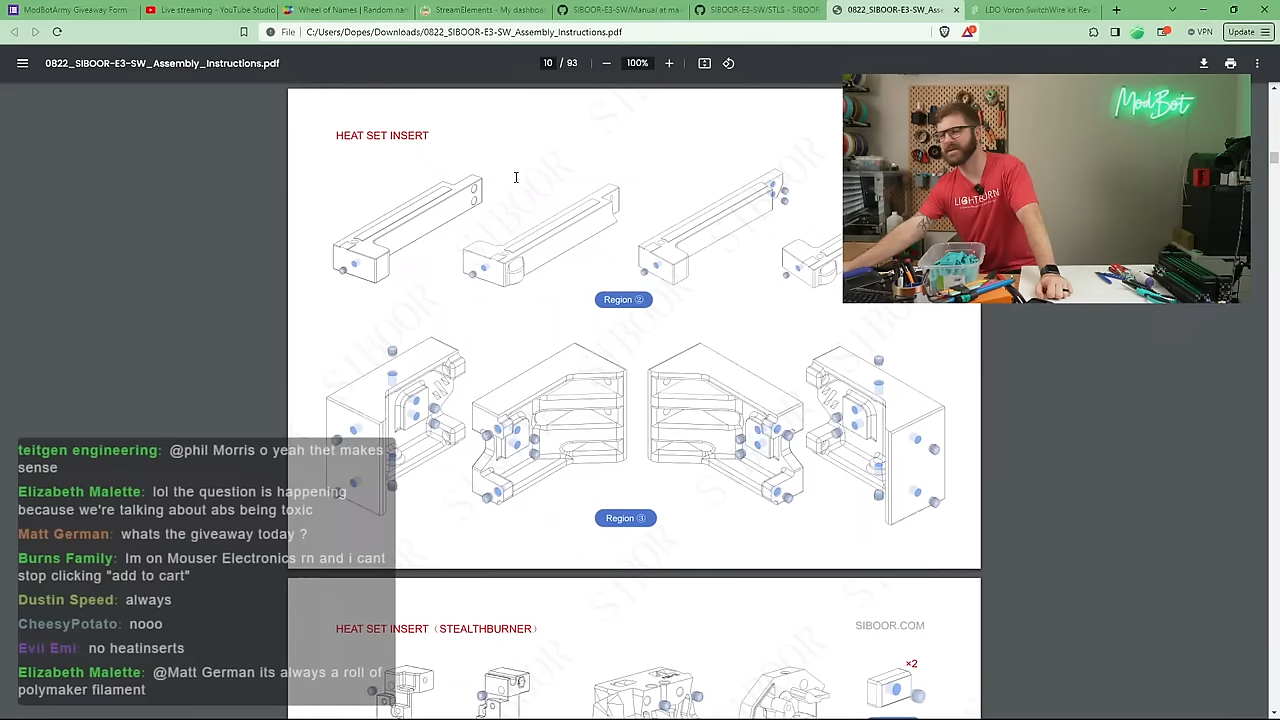 ModBotArmy Giveaway Form -
Live streaming - YouTube Studio
Wheel of Names | Random nam
StreamElements - My dashboa
SIBOOR-E3-SW/Manual at mai
SIBOOR-E3-SW/STLS - SIBOOR
0822_SIBOOR-E3-SW_Asse
LDO Voron SwitchWire kit Rev
File C:/Users/Dopes/Downloads/0822_SIBOOR-E3-SW_Assembly_Instructions.pdf
VPN
Update
0822_SIBOOR-E3-SW_Assembly_Instructions.pdf
10 / 93
100%
ModBot
LIGHTBURN
HEAT SET INSERT
Region ②
Region ③
HEAT SET INSERT（STEALTHBURNER）
SIBOOR.COM
×2
SIBOOR
teitgen engineering: @phil Morris o yeah thet makes
sense
Elizabeth Malette: lol the question is happening
because we're talking about abs being toxic
Matt German: whats the giveaway today ?
Burns Family: Im on Mouser Electronics rn and i cant
stop clicking "add to cart"
Dustin Speed: always
CheesyPotato: nooo
Evil Emi: no heatinserts
Elizabeth Malette: @Matt German its always a roll of
polymaker filament